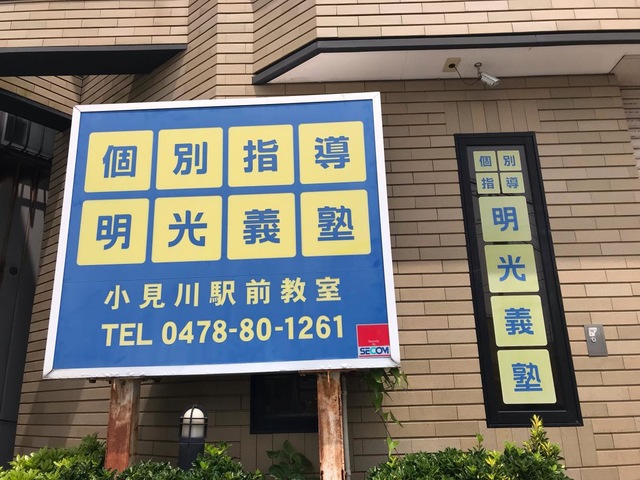 個別指導
明光義塾
小見川駅前教室
TEL 0478-80-1261
SECOM
個別
指導
明
光
義
塾